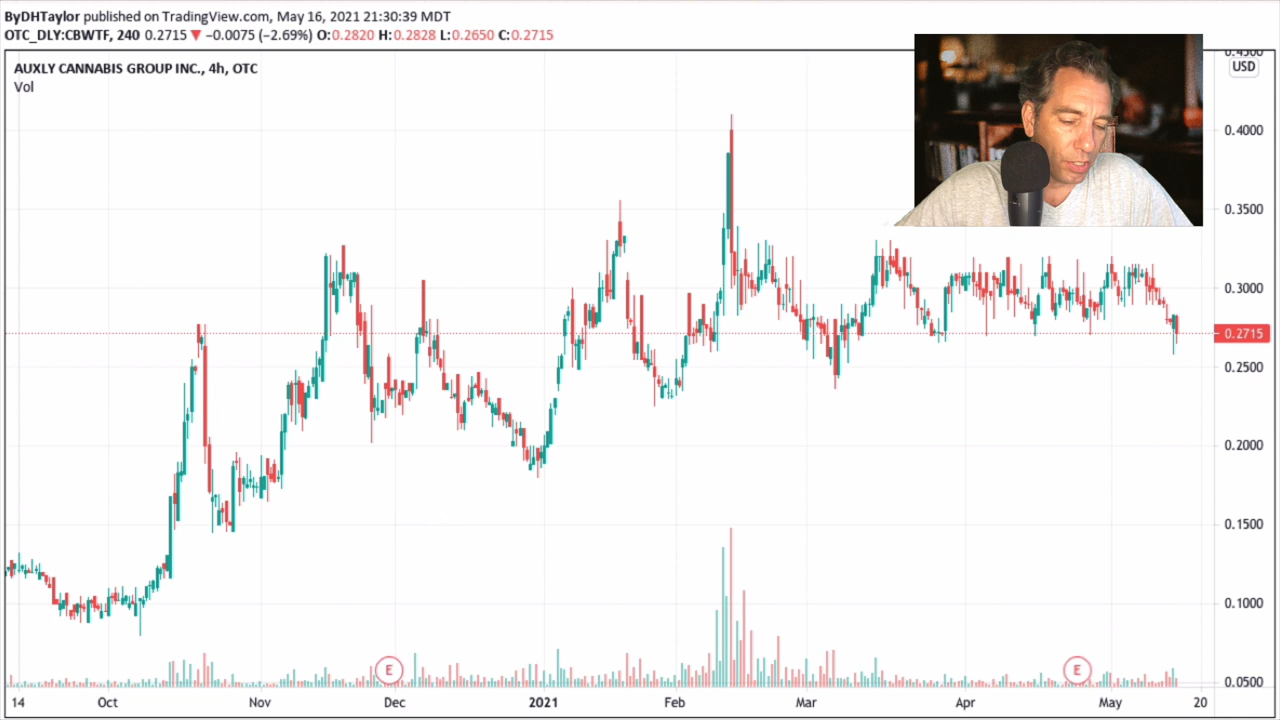 ByDHTaylor published on TradingView.com, May 16, 2021 21:30:39 MDT
OTC_DLY:CBWTF, 240 0.2715 ▼ −0.0075 (−2.69%) O:0.2820 H:0.2828 L:0.2650 C:0.2715
AUXLY CANNABIS GROUP INC., 4h, OTC
Vol
0.4500
USD
0.4000
0.3500
0.3000
0.2715
0.2500
0.2000
0.1500
0.1000
0.0500
E E
14 Oct Nov Dec 2021 Feb Mar Apr May 20